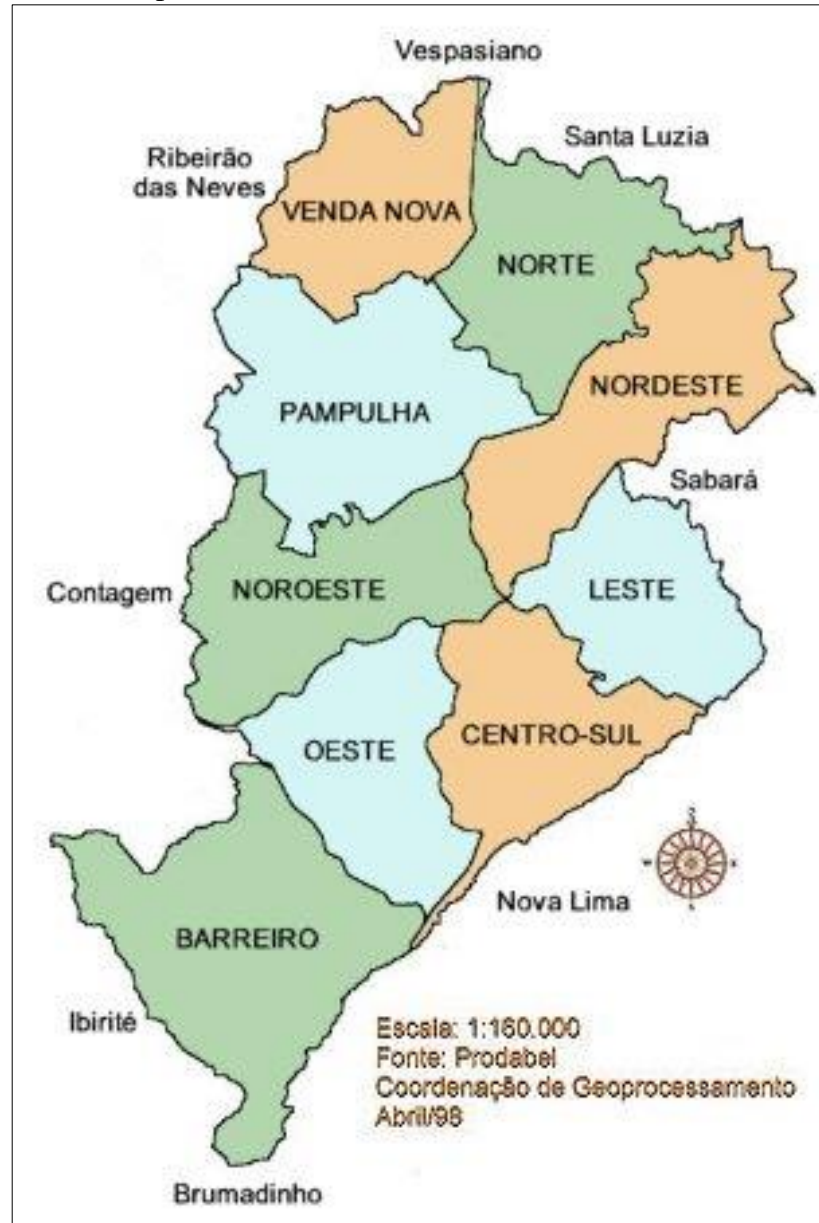 Vespasiano
Santa Luzia
Ribeirão
das Neves
VENDA NOVA
NORTE
NORDESTE
PAMPULHA
Sabará
Contagem
NOROESTE
LESTE
OESTE
CENTRO-SUL
Nova Lima
BARREIRO
Ibirité
Escala: 1:160.000
Fonte: Prodabel
Coordenação de Geoprocessamento
Abril/98
Brumadinho